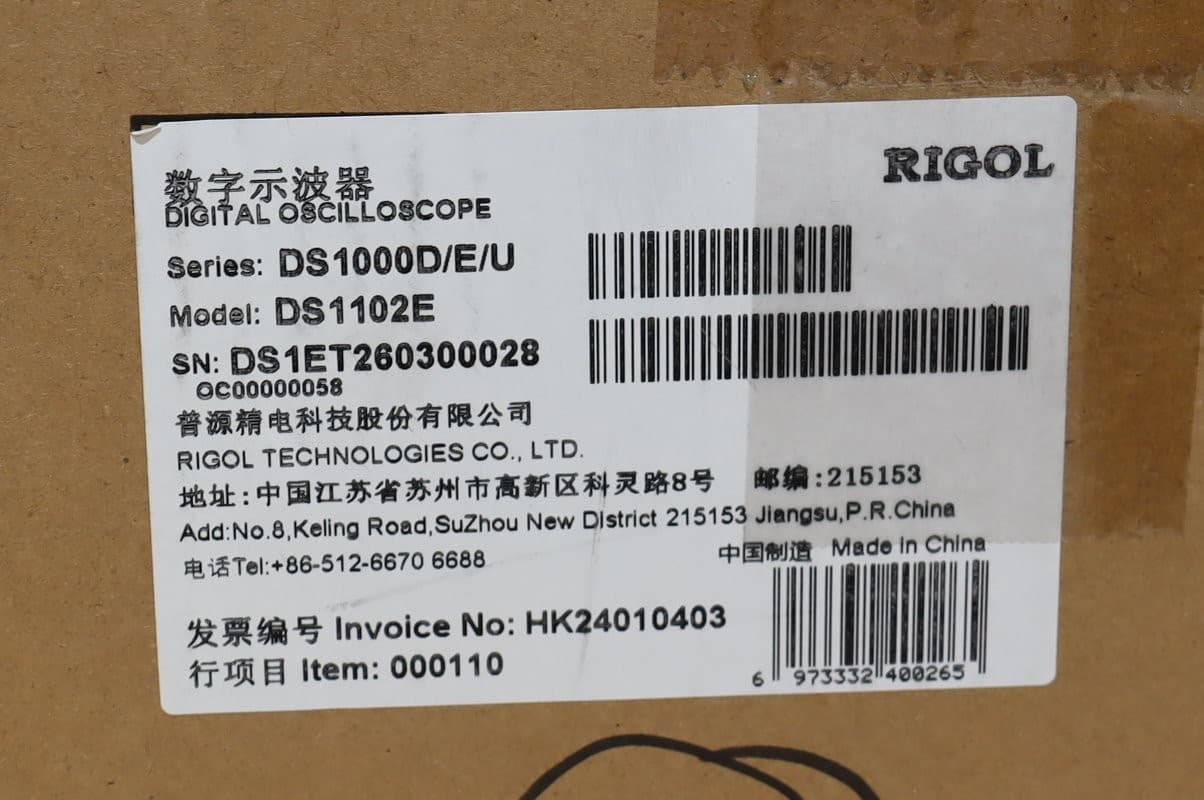 RIGOL
数字示波器
DIGITAL OSCILLOSCOPE
Series: DS1000D/E/U
Model: DS1102E
SN: DS1ET260300028
OC00000058
普源精电科技股份有限公司
RIGOL TECHNOLOGIES CO., LTD.
地址:中国江苏省苏州市高新区科灵路8号 邮编:215153
Add:No.8,Keling Road,SuZhou New District 215153 Jiangsu,P.R.China
电话Tel:+86-512-6670 6688
中国制造 Made in China
发票编号 Invoice No: HK24010403
行项目 Item: 000110
6 973332 400265